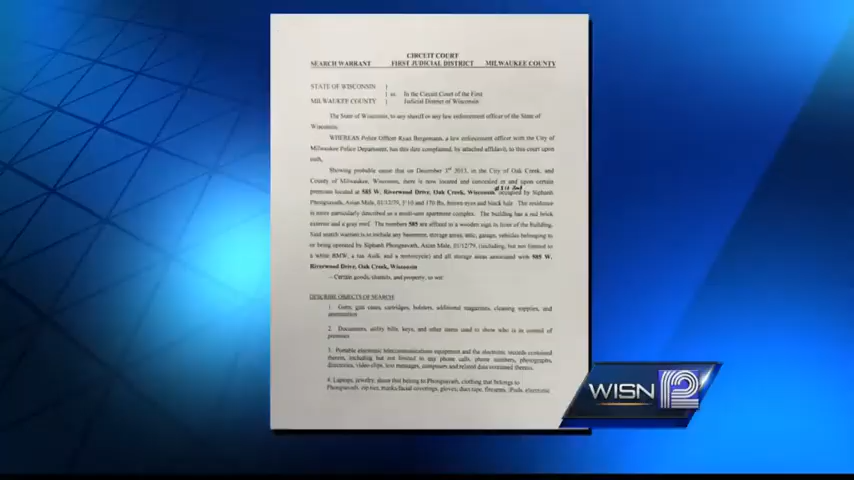 CIRCUIT COURT
SEARCH WARRANT FIRST JUDICIAL DISTRICT MILWAUKEE COUNTY
STATE OF WISCONSIN )
) ss In the Circuit Court of the First
MILWAUKEE COUNTY ) Judicial District of Wisconsin
The State of Wisconsin, to any sheriff or any law enforcement officer of the State of
Wisconsin;
WHEREAS Police Officer Ryan Bergemann, a law enforcement officer with the City of
Milwaukee Police Department, has this date complained, by attached affidavit, to this court upon
oath,
Showing probable cause that on December 3rd 2013, in the City of Oak Creek, and
County of Milwaukee, Wisconsin, there is now located and concealed in and upon certain
premises located at 585 W. Riverwood Drive, Oak Creek, Wisconsin occupied by Siphanh
Phongsavath, Asian Male, 01/12/79, 5'10 and 170 lbs, brown eyes and black hair. The residence
is more particularly described as a multi-unit apartment complex. The building has a red brick
exterior and a gray roof. The numbers 585 are affixed to a wooden sign in front of the Building.
Said search warrant is to include any basement, storage areas, attic, garage, vehicles belonging to
or being operated by Siphanh Phongsavath, Asian Male, 01/12/79, (including, but not limited to
a white BMW, a tan Audi, and a motorcycle) and all storage areas associated with 585 W.
Riverwood Drive, Oak Creek, Wisconsin
– Certain goods, chattels, and property, to wit:
DESCRIBE OBJECTS OF SEARCH
1. Guns, gun cases, cartridges, holsters, additional magazines, cleaning supplies, and
ammunition
2. Documents, utility bills, keys, and other items used to show who is in control of
premises
3. Portable electronic telecommunications equipment and the electronic records contained
therein, including but not limited to any phone calls, phone numbers, photographs,
directories, video clips, text messages, computers and related data contained therein.
4. Laptops, jewelry, shoes that belong to Phongsavath, clothing that belongs to
Phongsavath, zip ties, masks/facial coverings, gloves, duct tape, firearms, iPads, electronic
WISN 12